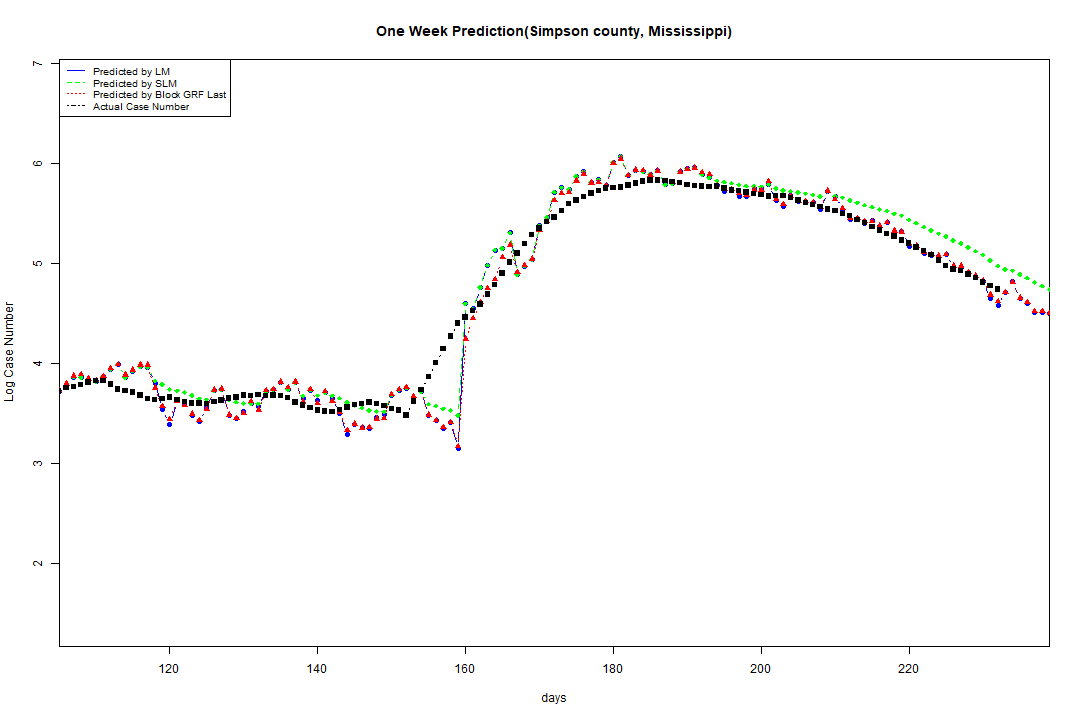 One Week Prediction(Simpson county, Mississippi)
Predicted by LM
Predicted by SLM
Predicted by Block GRF Last
Actual Case Number
7
6
5
4
3
2
Log Case Number
120 140 160 180 200 220
days